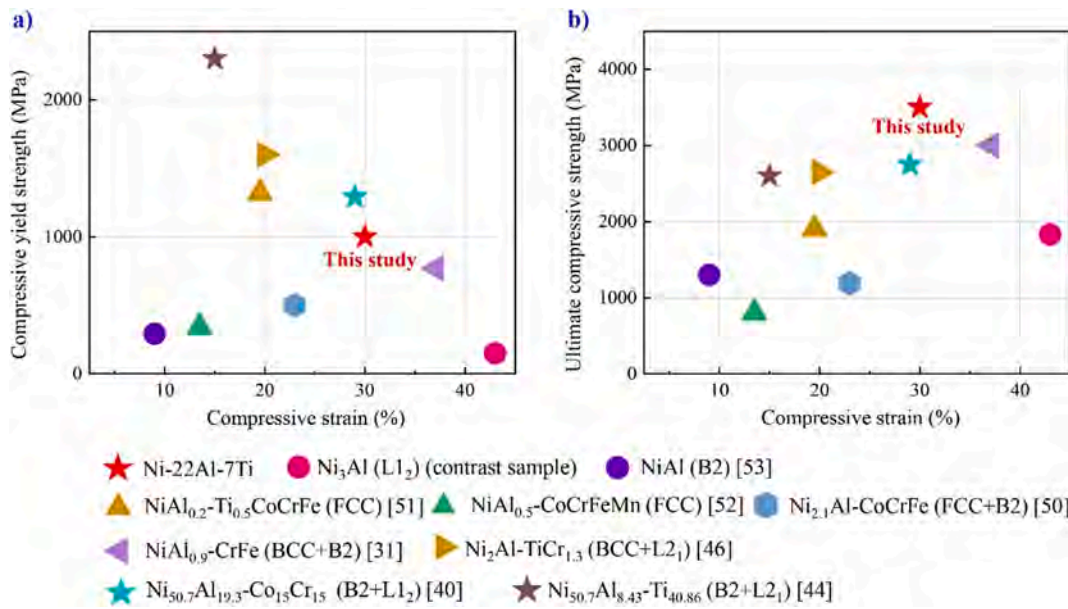 a)
Compressive yield strength (MPa)
2000
1000
0
This study
10 20 30 40
Compressive strain (%)
b)
Ultimate compressive strength (MPa)
4000
3000
2000
1000
0
This study
10 20 30 40
Compressive strain (%)
Ni-22Al-7Ti Ni₃Al (L1₂) (contrast sample) NiAl (B2) [53]
NiAl₀.₂-Ti₀.₅CoCrFe (FCC) [51] NiAl₀.₅-CoCrFeMn (FCC) [52] Ni₂.₁Al-CoCrFe (FCC+B2) [50]
NiAl₀.₉-CrFe (BCC+B2) [31] Ni₂Al-TiCr₁.₃ (BCC+L2₁) [46]
Ni₅₀.₇Al₁₉.₃-Co₁₅Cr₁₅ (B2+L1₂) [40] Ni₅₀.₇Al₈.₄₃-Ti₄₀.₈₆ (B2+L2₁) [44]